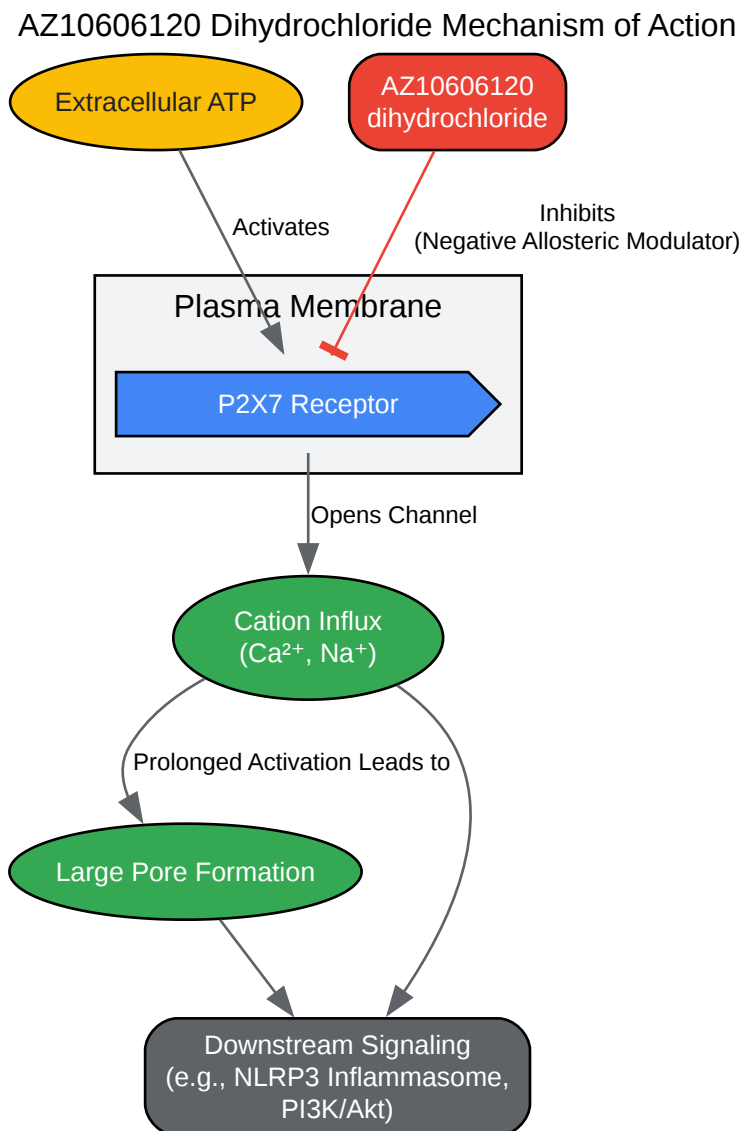 AZ10606120 Dihydrochloride Mechanism of Action
Extracellular ATP
AZ10606120
dihydrochloride
Activates
Inhibits
(Negative Allosteric Modulator)
Plasma Membrane
P2X7 Receptor
Opens Channel
Cation Influx
(Ca²⁺, Na⁺)
Prolonged Activation Leads to
Large Pore Formation
Downstream Signaling
(e.g., NLRP3 Inflammasome,
PI3K/Akt)